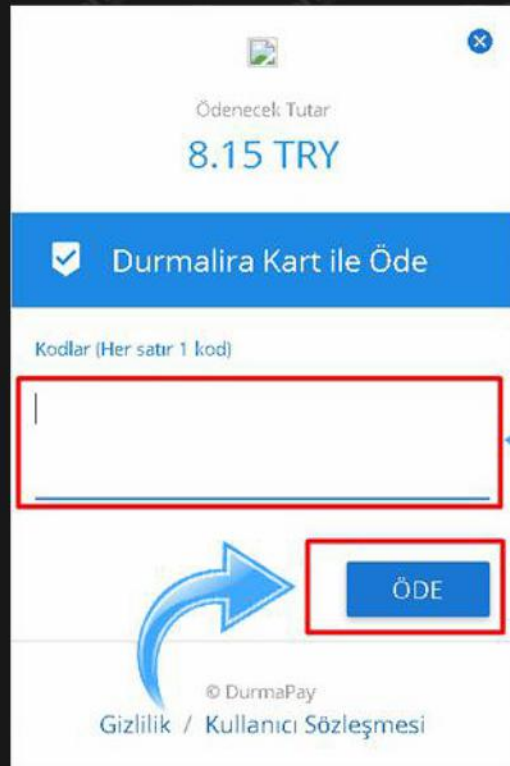 Ödenecek Tutar
8.15 TRY
Durmalira Kart ile Öde
Kodlar (Her satır 1 kod)
ÖDE
© DurmaPay
Gizlilik / Kullanıcı Sözleşmesi